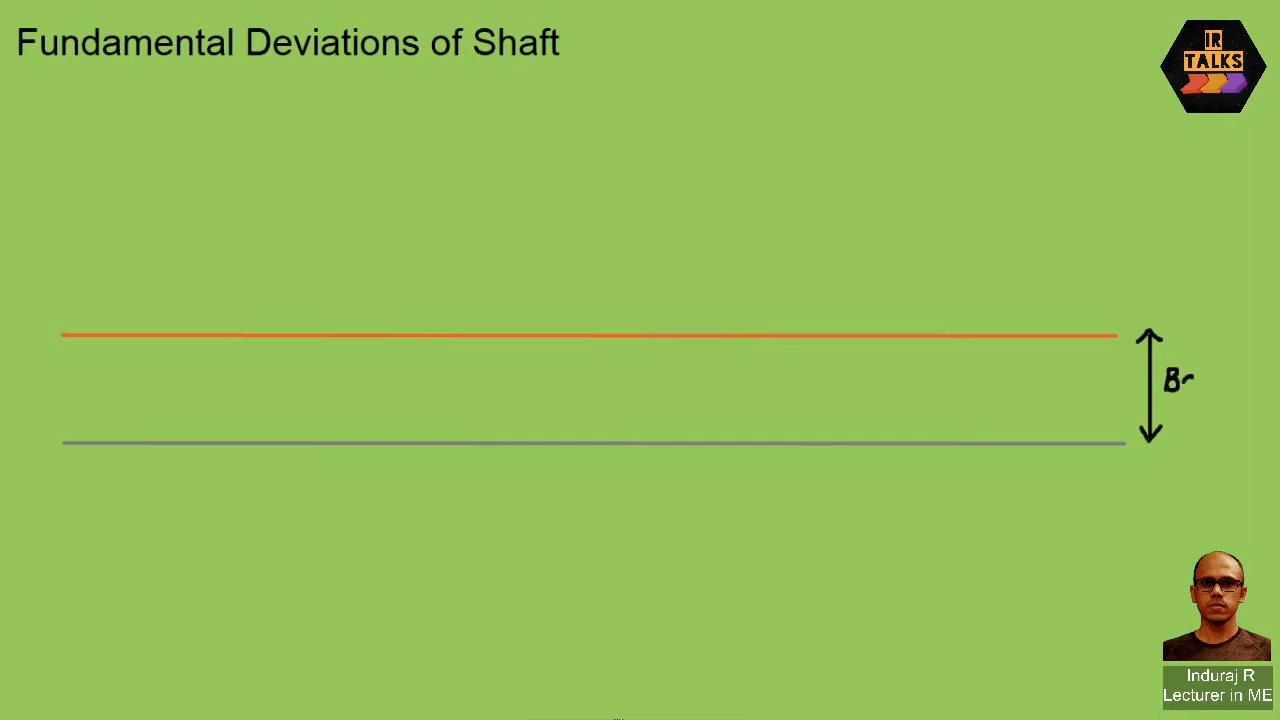 Fundamental Deviations of Shaft
IR
TALKS
Induraj R
Lecturer in ME